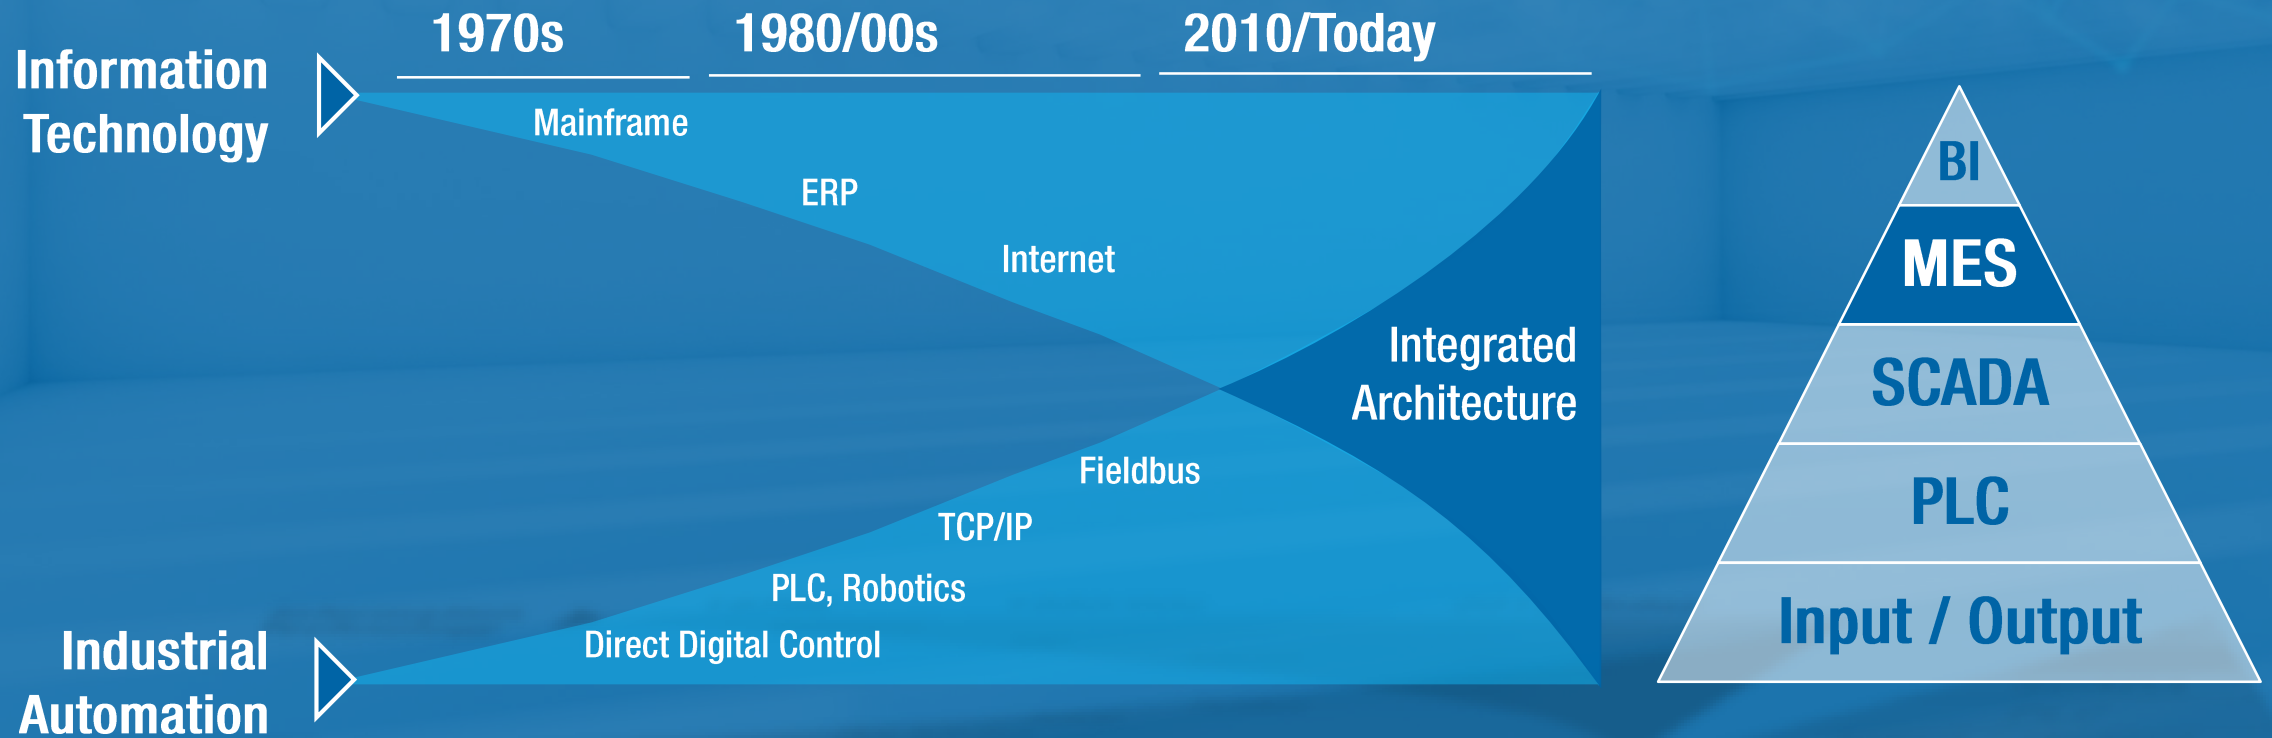 1970s
1980/00s
2010/Today
Information
Technology
Mainframe
ERP
Internet
Integrated
Architecture
Fieldbus
TCP/IP
PLC, Robotics
Direct Digital Control
Industrial
Automation
BI
MES
SCADA
PLC
Input / Output